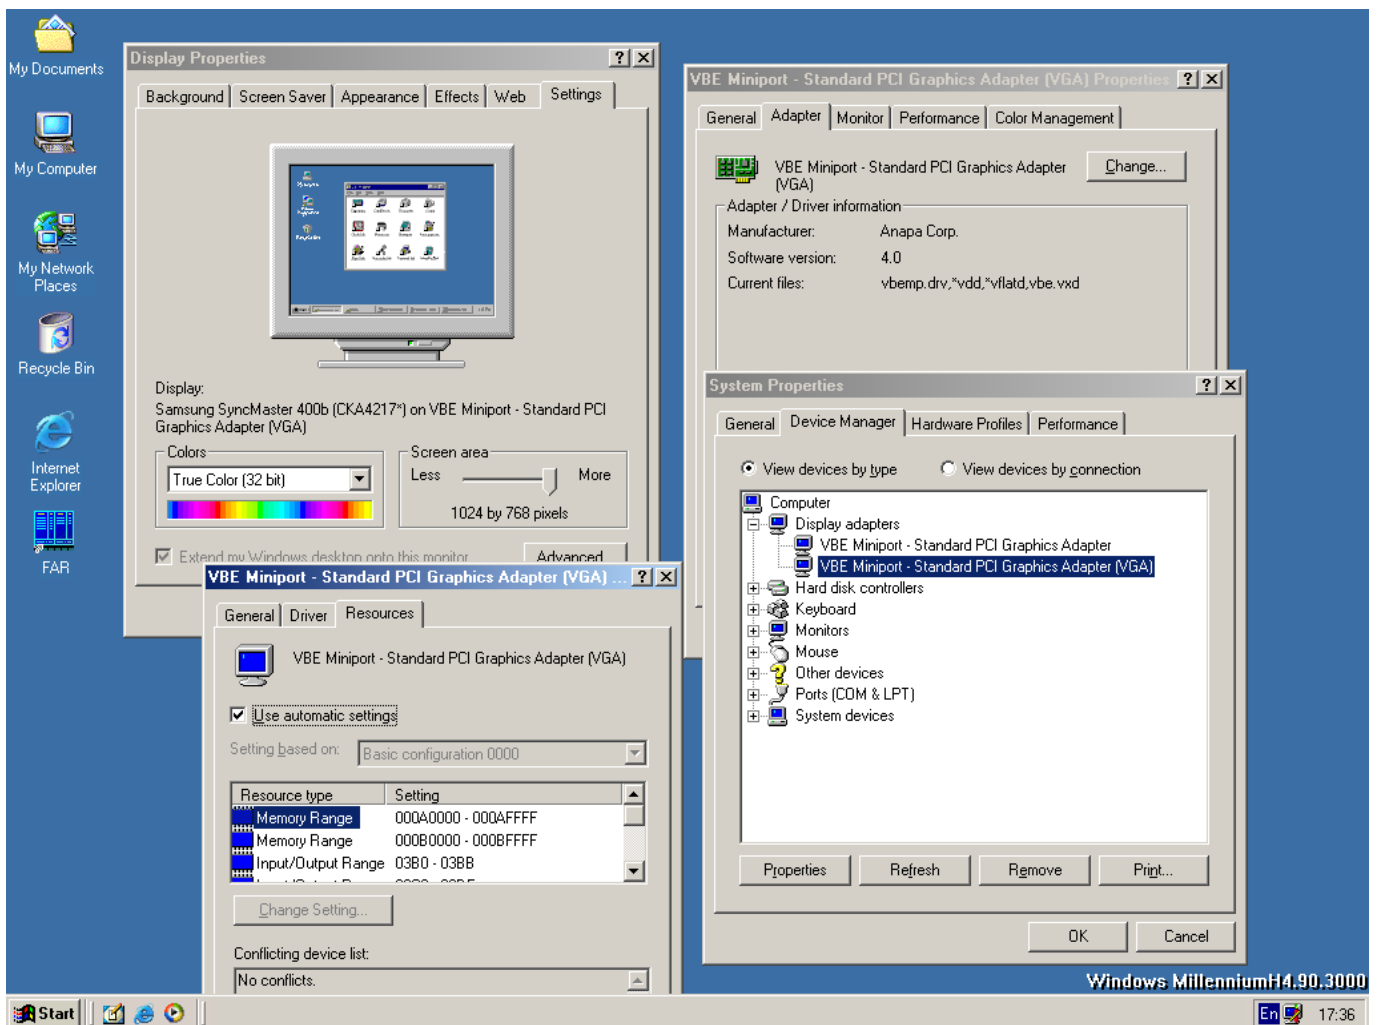 My Documents
My Computer
My Network
Places
Recycle Bin
Internet
Explorer
FAR
Display Properties
Background
Screen Saver
Appearance
Effects
Web
Settings
Display:
Samsung SyncMaster 400b (CKA4217*) on VBE Miniport - Standard PCI
Graphics Adapter (VGA)
Colors
True Color (32 bit)
Screen area
Less
More
1024 by 768 pixels
Extend my Windows desktop onto this monitor
Advanced
VBE Miniport - Standard PCI Graphics Adapter (VGA) Properties
General
Adapter
Monitor
Performance
Color Management
VBE Miniport - Standard PCI Graphics Adapter
(VGA)
Change...
Adapter / Driver information
Manufacturer: Anapa Corp.
Software version: 4.0
Current files: vbemp.drv,*vdd,*vflatd,vbe.vxd
System Properties
General
Device Manager
Hardware Profiles
Performance
View devices by type
View devices by connection
Computer
Display adapters
VBE Miniport - Standard PCI Graphics Adapter
VBE Miniport - Standard PCI Graphics Adapter (VGA)
Hard disk controllers
Keyboard
Monitors
Mouse
Other devices
Ports (COM & LPT)
System devices
Properties
Refresh
Remove
Print...
OK
Cancel
VBE Miniport - Standard PCI Graphics Adapter (VGA) ...
General
Driver
Resources
VBE Miniport - Standard PCI Graphics Adapter (VGA)
Use automatic settings
Setting based on: Basic configuration 0000
Resource type Setting
Memory Range 000A0000 - 000AFFFF
Memory Range 000B0000 - 000BFFFF
Input/Output Range 03B0 - 03BB
Change Setting...
Conflicting device list:
No conflicts.
Windows MillenniumH4.90.3000
Start
En
17:36